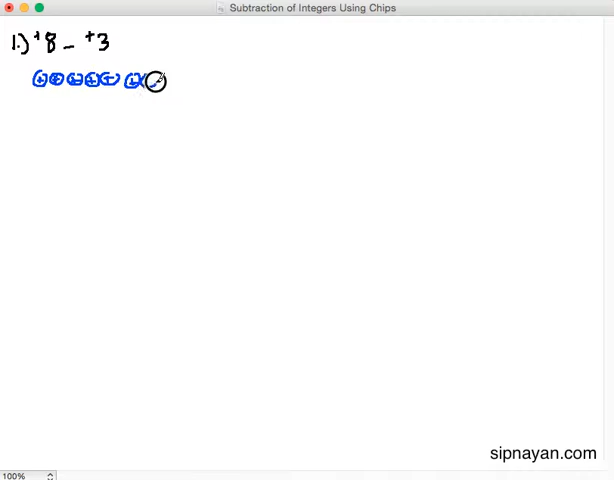 Subtraction of Integers Using Chips
1.) +8 - +3
+ + + + + +
sipnayan.com
100%